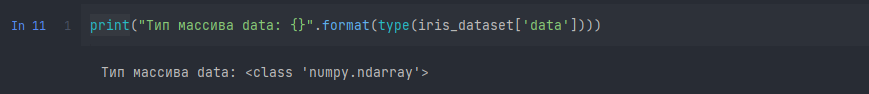 In 11 1 print("Тип массива data: {}".format(type(iris_dataset['data'])))
Тип массива data: <class 'numpy.ndarray'>